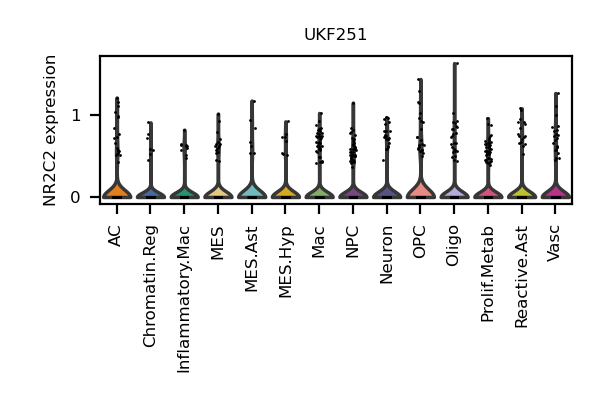 UKF251
NR2C2 expression
1
0
AC
Chromatin.Reg
Inflammatory.Mac
MES
MES.Ast
MES.Hyp
Mac
NPC
Neuron
OPC
Oligo
Prolif.Metab
Reactive.Ast
Vasc